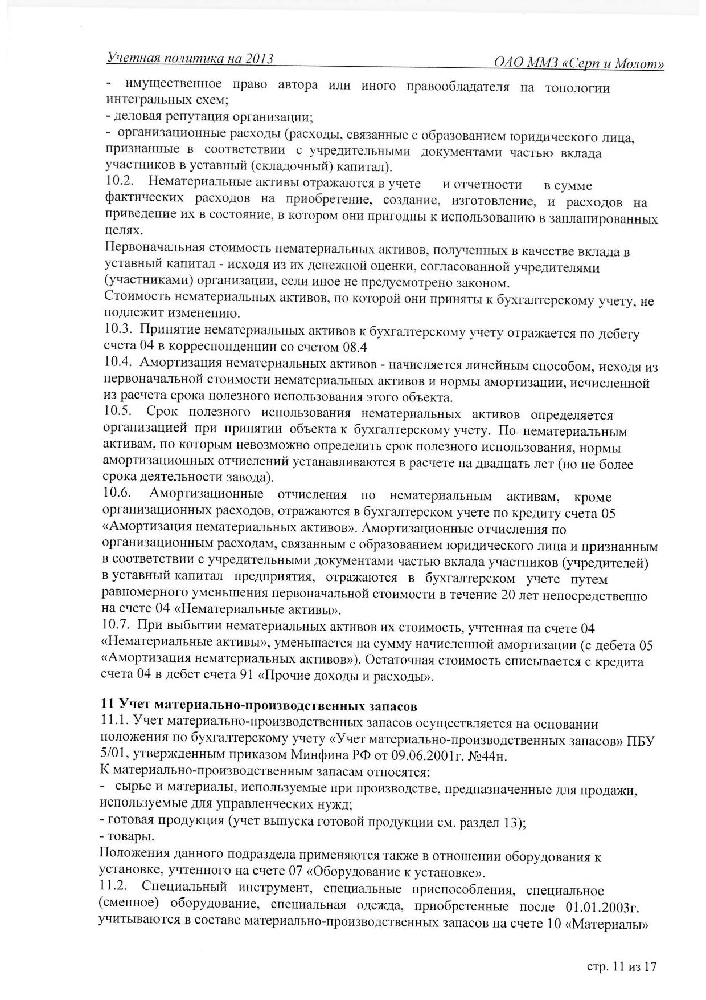 Учетная политика на 2013 ОАО ММЗ «Серп и Молот»
- имущественное право автора или иного правообладателя на топологии
интегральных схем;
- деловая репутация организации;
- организационные расходы (расходы, связанные с образованием юридического лица,
признанные в соответствии с учредительными документами частью вклада
участников в уставный (складочный) капитал).
10.2. Нематериальные активы отражаются в учете и отчетности в сумме
фактических расходов на приобретение, создание, изготовление, и расходов на
приведение их в состояние, в котором они пригодны к использованию в запланированных
целях.
Первоначальная стоимость нематериальных активов, полученных в качестве вклада в
уставный капитал - исходя из их денежной оценки, согласованной учредителями
(участниками) организации, если иное не предусмотрено законом.
Стоимость нематериальных активов, по которой они приняты к бухгалтерскому учету, не
подлежит изменению.
10.3. Принятие нематериальных активов к бухгалтерскому учету отражается по дебету
счета 04 в корреспонденции со счетом 08.4
10.4. Амортизация нематериальных активов - начисляется линейным способом, исходя из
первоначальной стоимости нематериальных активов и нормы амортизации, исчисленной
из расчета срока полезного использования этого объекта.
10.5. Срок полезного использования нематериальных активов определяется
организацией при принятии объекта к бухгалтерскому учету. По нематериальным
активам, по которым невозможно определить срок полезного использования, нормы
амортизационных отчислений устанавливаются в расчете на двадцать лет (но не более
срока деятельности завода).
10.6. Амортизационные отчисления по нематериальным активам, кроме
организационных расходов, отражаются в бухгалтерском учете по кредиту счета 05
«Амортизация нематериальных активов». Амортизационные отчисления по
организационным расходам, связанным с образованием юридического лица и признанным
в соответствии с учредительными документами частью вклада участников (учредителей)
в уставный капитал предприятия, отражаются в бухгалтерском учете путем
равномерного уменьшения первоначальной стоимости в течение 20 лет непосредственно
на счете 04 «Нематериальные активы».
10.7. При выбытии нематериальных активов их стоимость, учтенная на счете 04
«Нематериальные активы», уменьшается на сумму начисленной амортизации (с дебета 05
«Амортизация нематериальных активов»). Остаточная стоимость списывается с кредита
счета 04 в дебет счета 91 «Прочие доходы и расходы».
11 Учет материально-производственных запасов
11.1. Учет материально-производственных запасов осуществляется на основании
положения по бухгалтерскому учету «Учет материально-производственных запасов» ПБУ
5/01, утвержденным приказом Минфина РФ от 09.06.2001г. №44н.
К материально-производственным запасам относятся:
- сырье и материалы, используемые при производстве, предназначенные для продажи,
используемые для управленческих нужд;
- готовая продукция (учет выпуска готовой продукции см. раздел 13);
- товары.
Положения данного подраздела применяются также в отношении оборудования к
установке, учтенного на счете 07 «Оборудование к установке».
11.2. Специальный инструмент, специальные приспособления, специальное
(сменное) оборудование, специальная одежда, приобретенные после 01.01.2003г.
учитываются в составе материально-производственных запасов на счете 10 «Материалы»
стр. 11 из 17